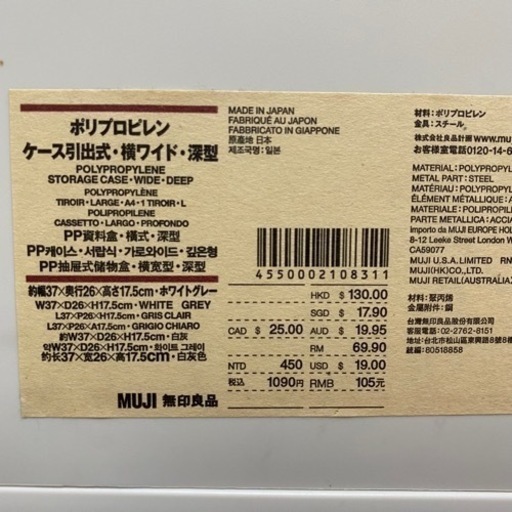 ポリプロピレン
ケース引出式・横ワイド・深型
POLYPROPYLENE
STORAGE CASE・WIDE・DEEP
POLYPROPYLÈNE
TIROIR・LARGE・A4・1 TIROIR・L
POLIPROPILENE
CASSETTO・LARGO・PROFONDO
PP資料盒・橫式・深型
PP케이스・서랍식・가로와이드・깊은형
PP抽屉式储物盒・横宽型・深型
約幅37×奥行26×高さ17.5cm・ホワイトグレー
W37×D26×H17.5cm・WHITE GREY
L37×P26×H17.5cm・GRIS CLAIR
L37×P26×A17.5cm・GRIGIO CHIARO
約W37×D26×H17.5cm・白灰
약W37×D26×H17.5cm・화이트 그레이
约长37×宽26×高17.5cm・白灰色
MUJI 無印良品
MADE IN JAPAN
FABRIQUÉ AU JAPON
FABBRICATO IN GIAPPONE
原產地 日本
제조국명:일본
4550002108311
HKD $ 130.00
SGD $ 17.90
CAD $ 25.00 AUD $ 19.95
RM 69.90
NTD 450 USD $ 19.00
税込 1090円 RMB 105元
材料：ポリプロピレン
金具：スチール
株式会社良品計画 www.mu
お客様室電話0120-14-6
MATERIAL：POLYPROPY
METAL PART：STEEL
MATÉRIAU：POLYPROPY
ÉLÉMENT MÉTALLIQUE：A
MATERIALE：POLIPROPILE
PARTE METALLICA：ACCIA
Importo da MUJI EUROPE HOL
8-12 Leeke Street London W
CA59077
MUJI U.S.A. LIMITED RN
MUJI(HK)CO.,LTD.
MUJI RETAIL(AUSTRALIA)
材質：聚丙烯
金屬附件：鋼
台灣無印良品股份有限公司
客服電話：02-2762-8151
地址：台北市松山區東興路8號
統編：80518858